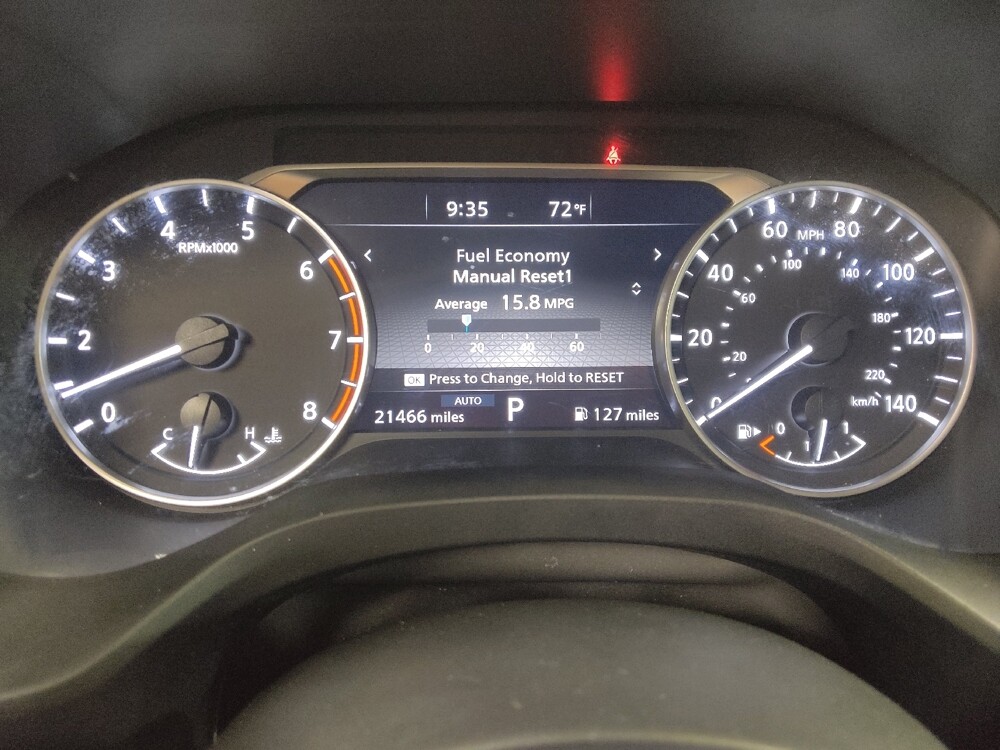 9:35 72°F
Fuel Economy
Manual Reset1
Average 15.8 MPG
0 20 40 60
OK Press to Change, Hold to RESET
AUTO
21466 miles P 127 miles
RPMx1000
0
2
3
4
5
6
7
8
C H
MPH
0
20
40
60
80
100
120
140
20
60
100
140
180
220
km/h
0 1